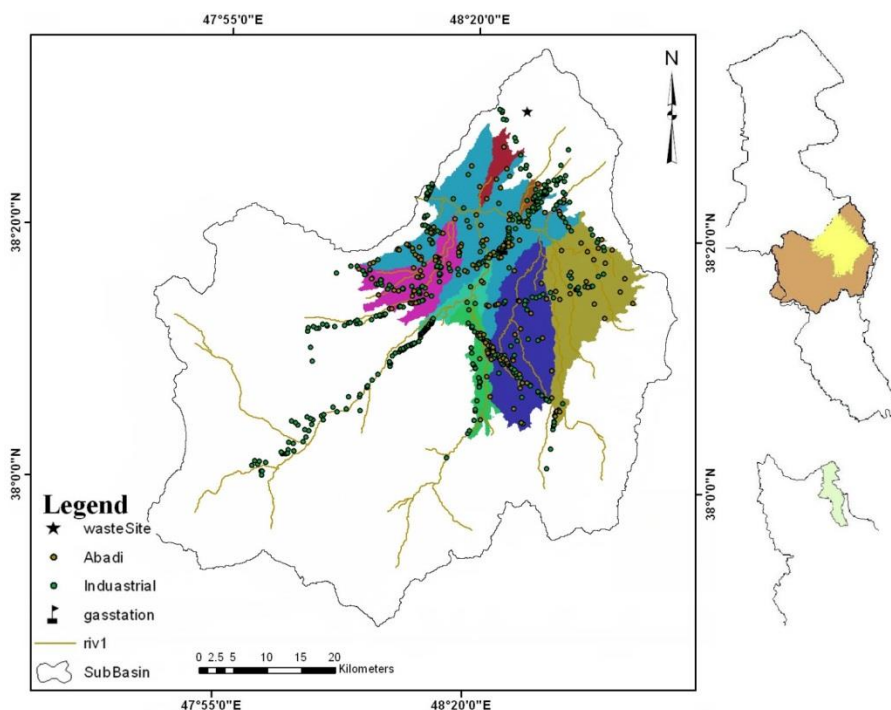 47°55'0"E
48°20'0"E
N
38°20'0"N
38°20'0"N
38°0'0"N
38°0'0"N
Legend
wasteSite
Abadi
Induastrial
gasstation
riv1
SubBasin
0 2.5 5 10 15 20
Kilometers
47°55'0"E
48°20'0"E